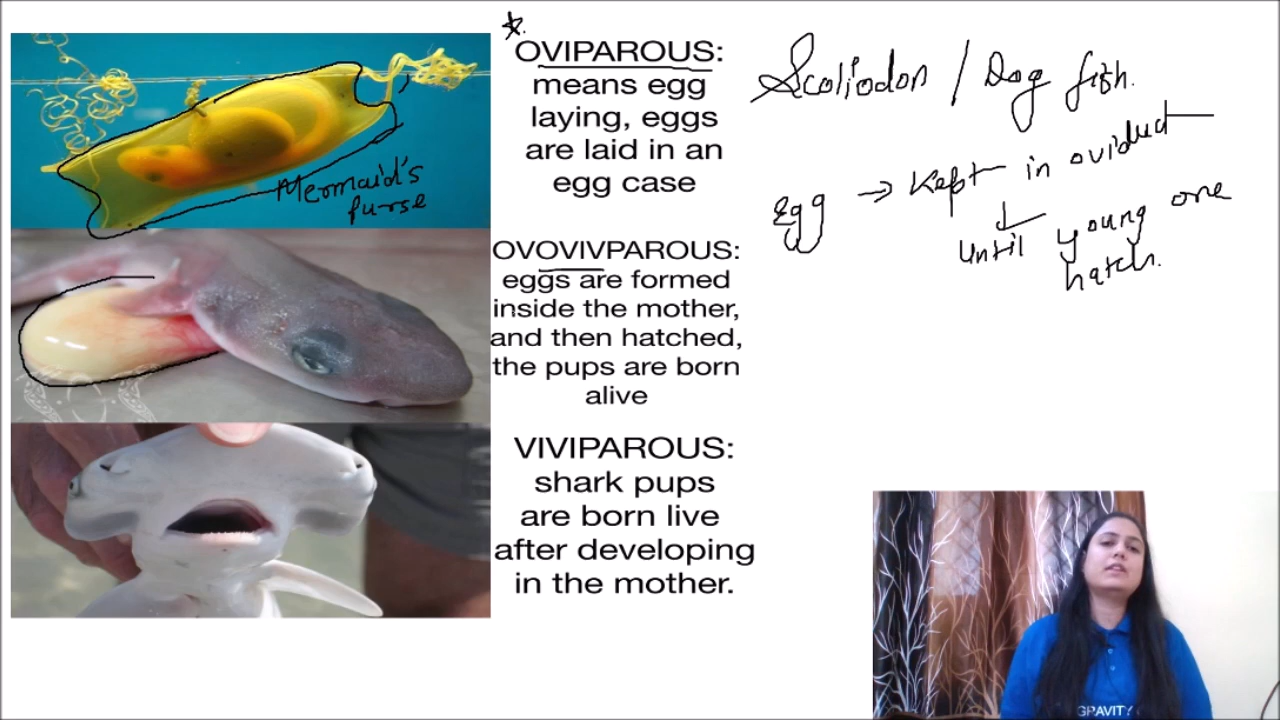 OVIPAROUS:
means egg
laying, eggs
are laid in an
egg case
Mermaid's
purse
OVOVIVPAROUS:
eggs are formed
inside the mother,
and then hatched,
the pups are born
alive
VIVIPAROUS:
shark pups
are born live
after developing
in the mother.
Scoliodon / Dog fish.
Egg → Kept in oviduct
until young one
hatch.
GRAVITY